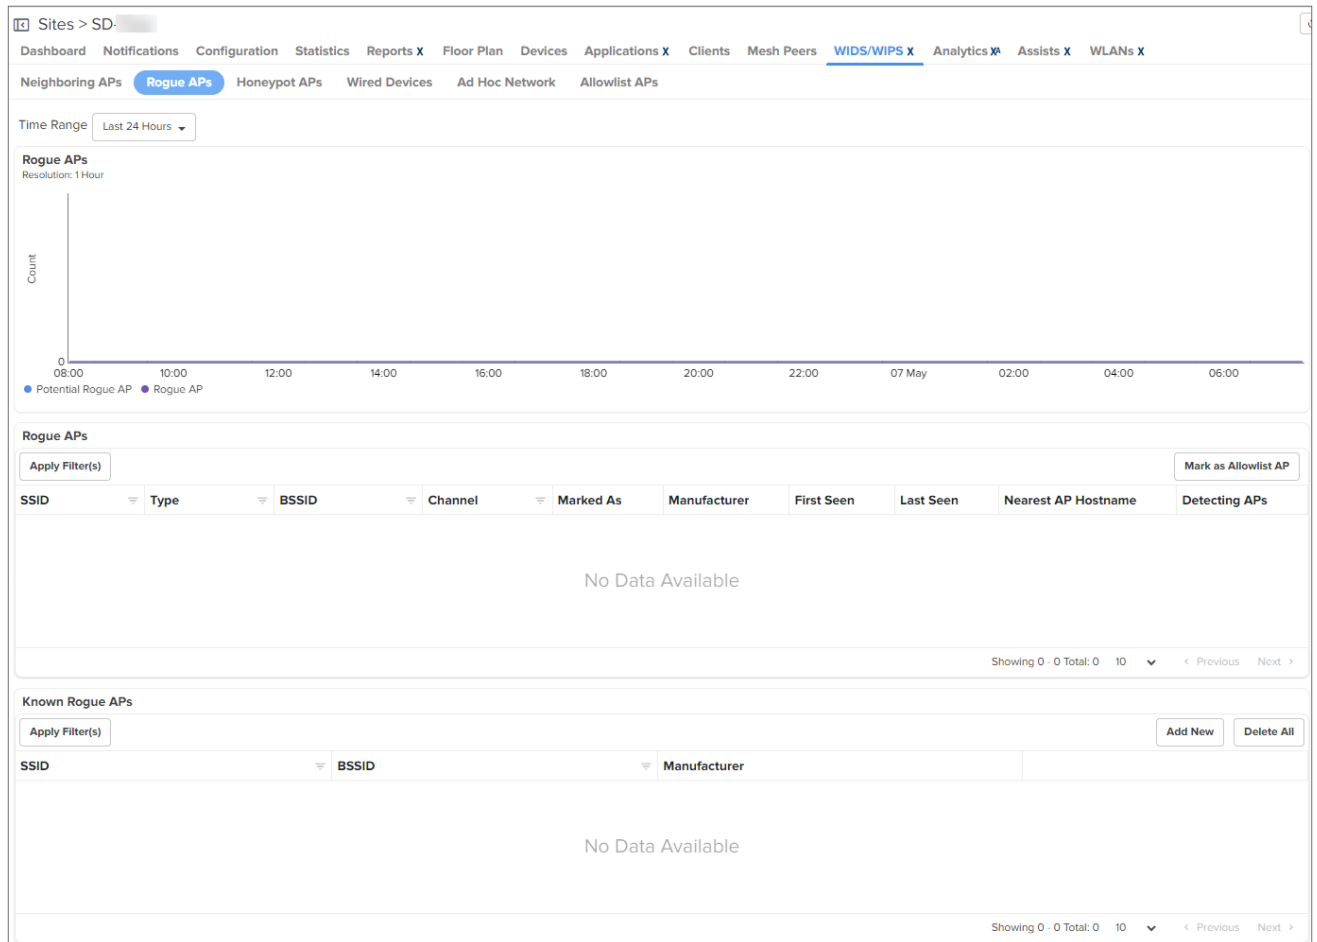 Sites > SD-
Dashboard Notifications Configuration Statistics Reports X Floor Plan Devices Applications X Clients Mesh Peers WIDS/WIPS X Analytics XA Assists X WLANs X
Neighboring APs Rogue APs Honeypot APs Wired Devices Ad Hoc Network Allowlist APs
Time Range Last 24 Hours
Rogue APs
Resolution: 1 Hour
Count
0
08:00 10:00 12:00 14:00 16:00 18:00 20:00 22:00 07 May 02:00 04:00 06:00
Potential Rogue AP Rogue AP
Rogue APs
Apply Filter(s) Mark as Allowlist AP
SSID Type BSSID Channel Marked As Manufacturer First Seen Last Seen Nearest AP Hostname Detecting APs
No Data Available
Showing 0 - 0 Total: 0 10 < Previous Next >
Known Rogue APs
Apply Filter(s) Add New Delete All
SSID BSSID Manufacturer
No Data Available
Showing 0 - 0 Total: 0 10 < Previous Next >